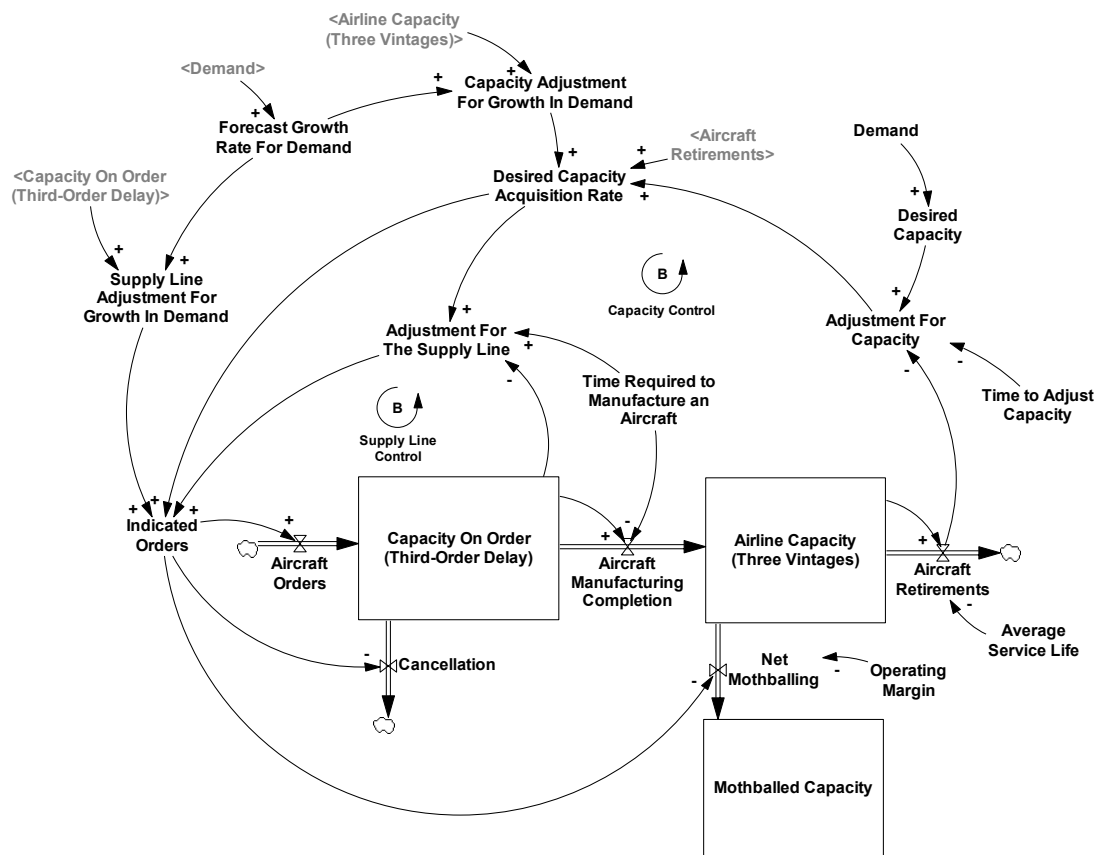 <Airline Capacity
(Three Vintages)>
<Demand>
+
+
+
Capacity Adjustment
For Growth In Demand
+
Forecast Growth
Rate For Demand
Demand
<Aircraft
Retirements>
+
+
+
<Capacity On Order
(Third-Order Delay)>
Desired Capacity
Acquisition Rate
+
Desired
Capacity
+
+
Supply Line
Adjustment For
Growth In Demand
B
Capacity Control
+
+
Adjustment For
The Supply Line
+
-
Adjustment For
Capacity
-
-
Time Required to
Manufacture an
Aircraft
Time to Adjust
Capacity
B
Supply Line
Control
+
+
+
Indicated
Orders
+
Aircraft
Orders
Capacity On Order
(Third-Order Delay)
+
-
Aircraft
Manufacturing
Completion
Airline Capacity
(Three Vintages)
+
Aircraft
Retirements
-
Average
Service Life
-
Cancellation
-
Net
Mothballing
-
Operating
Margin
Mothballed Capacity